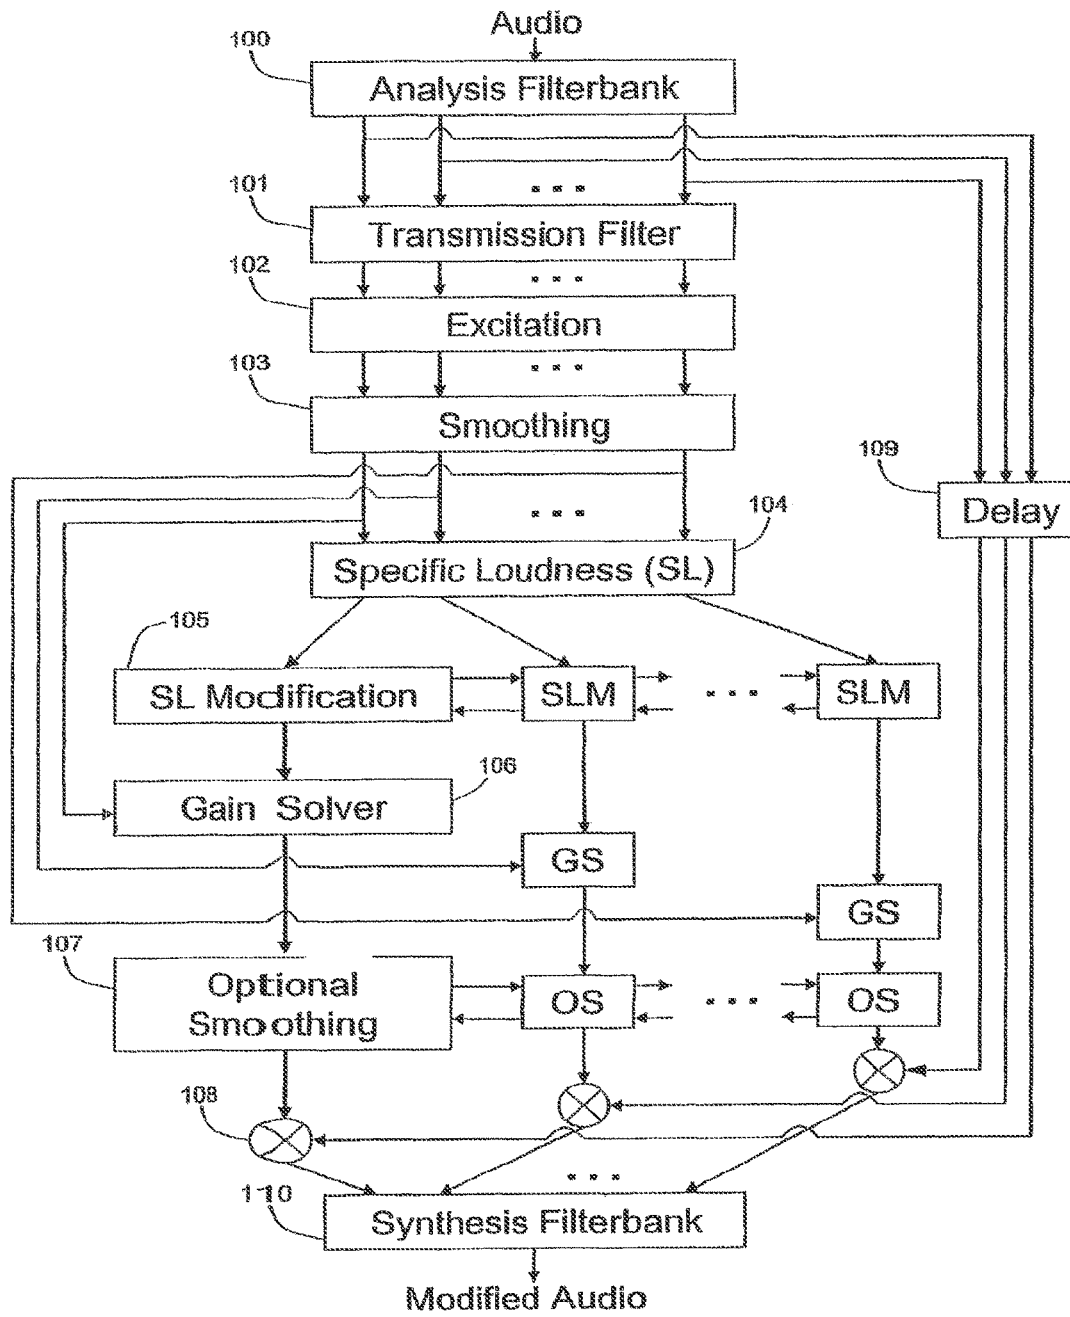 Audio
100
Analysis Filterbank
101
. . .
Transmission Filter
102
. . .
Excitation
103
. . .
Smoothing
109
Delay
. . .
104
Specific Loudness (SL)
105
SL Modification
SLM
. . .
SLM
106
Gain Solver
GS
GS
107
Optional
Smoothing
OS
. . .
OS
108
. . .
110
Synthesis Filterbank
Modified Audio